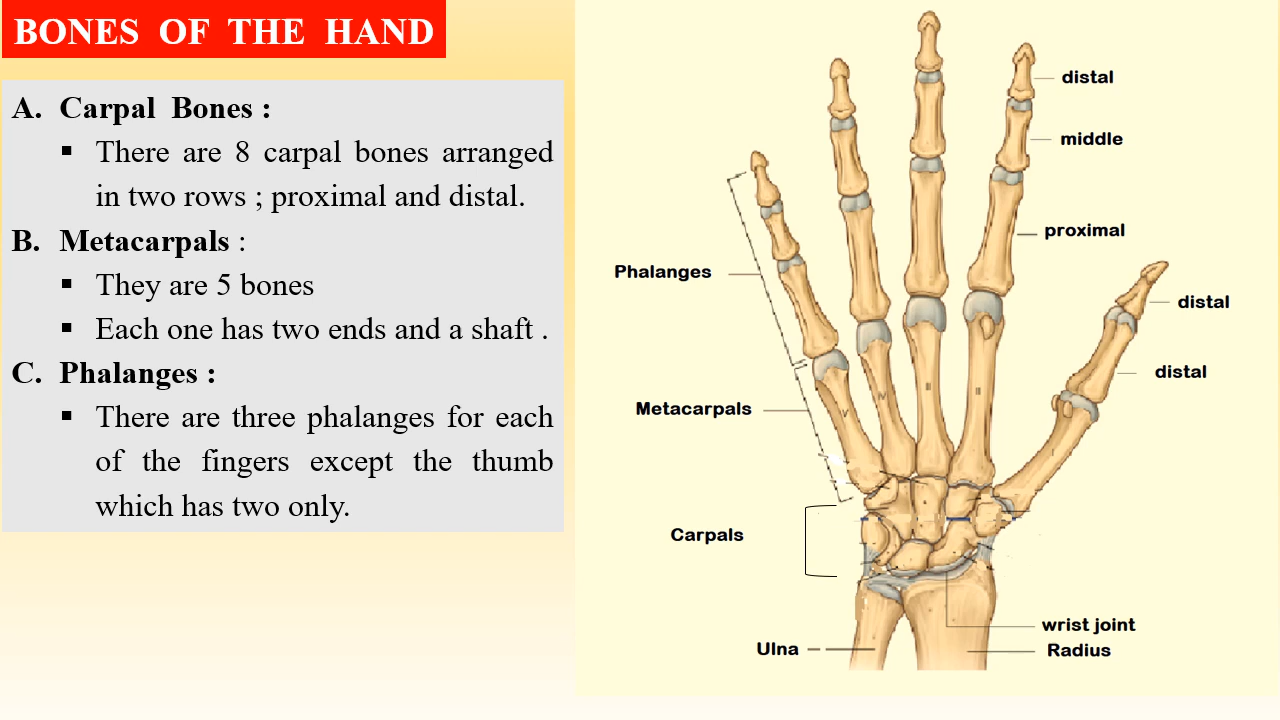 BONES OF THE HAND
A. Carpal Bones :
▪ There are 8 carpal bones arranged
in two rows ; proximal and distal.
B. Metacarpals :
▪ They are 5 bones
▪ Each one has two ends and a shaft .
C. Phalanges :
▪ There are three phalanges for each
of the fingers except the thumb
which has two only.
distal
middle
proximal
Phalanges
distal
distal
Metacarpals
V IV III II I
Carpals
wrist joint
Ulna
Radius